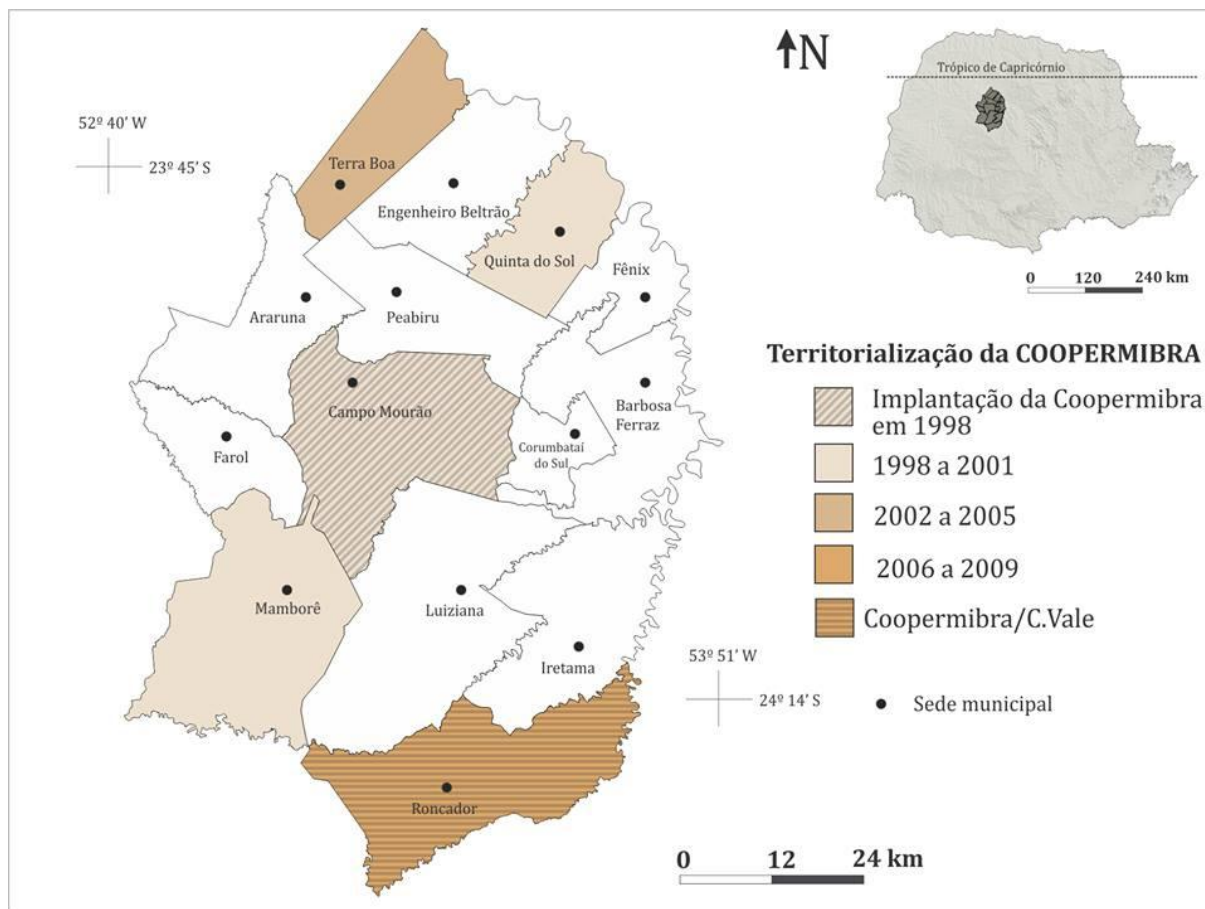 N
Trópico de Capricórnio
0 120 240 km
52º 40' W
23º 45' S
Terra Boa
Engenheiro Beltrão
Quinta do Sol
Fênix
Araruna
Peabiru
Campo Mourão
Barbosa
Ferraz
Corumbataí
do Sul
Farol
Mamborê
Luiziana
Iretama
Roncador
Territorialização da COOPERMIBRA
Implantação da Coopermibra
em 1998
1998 a 2001
2002 a 2005
2006 a 2009
Coopermibra/C.Vale
53º 51' W
24º 14' S
Sede municipal
0 12 24 km